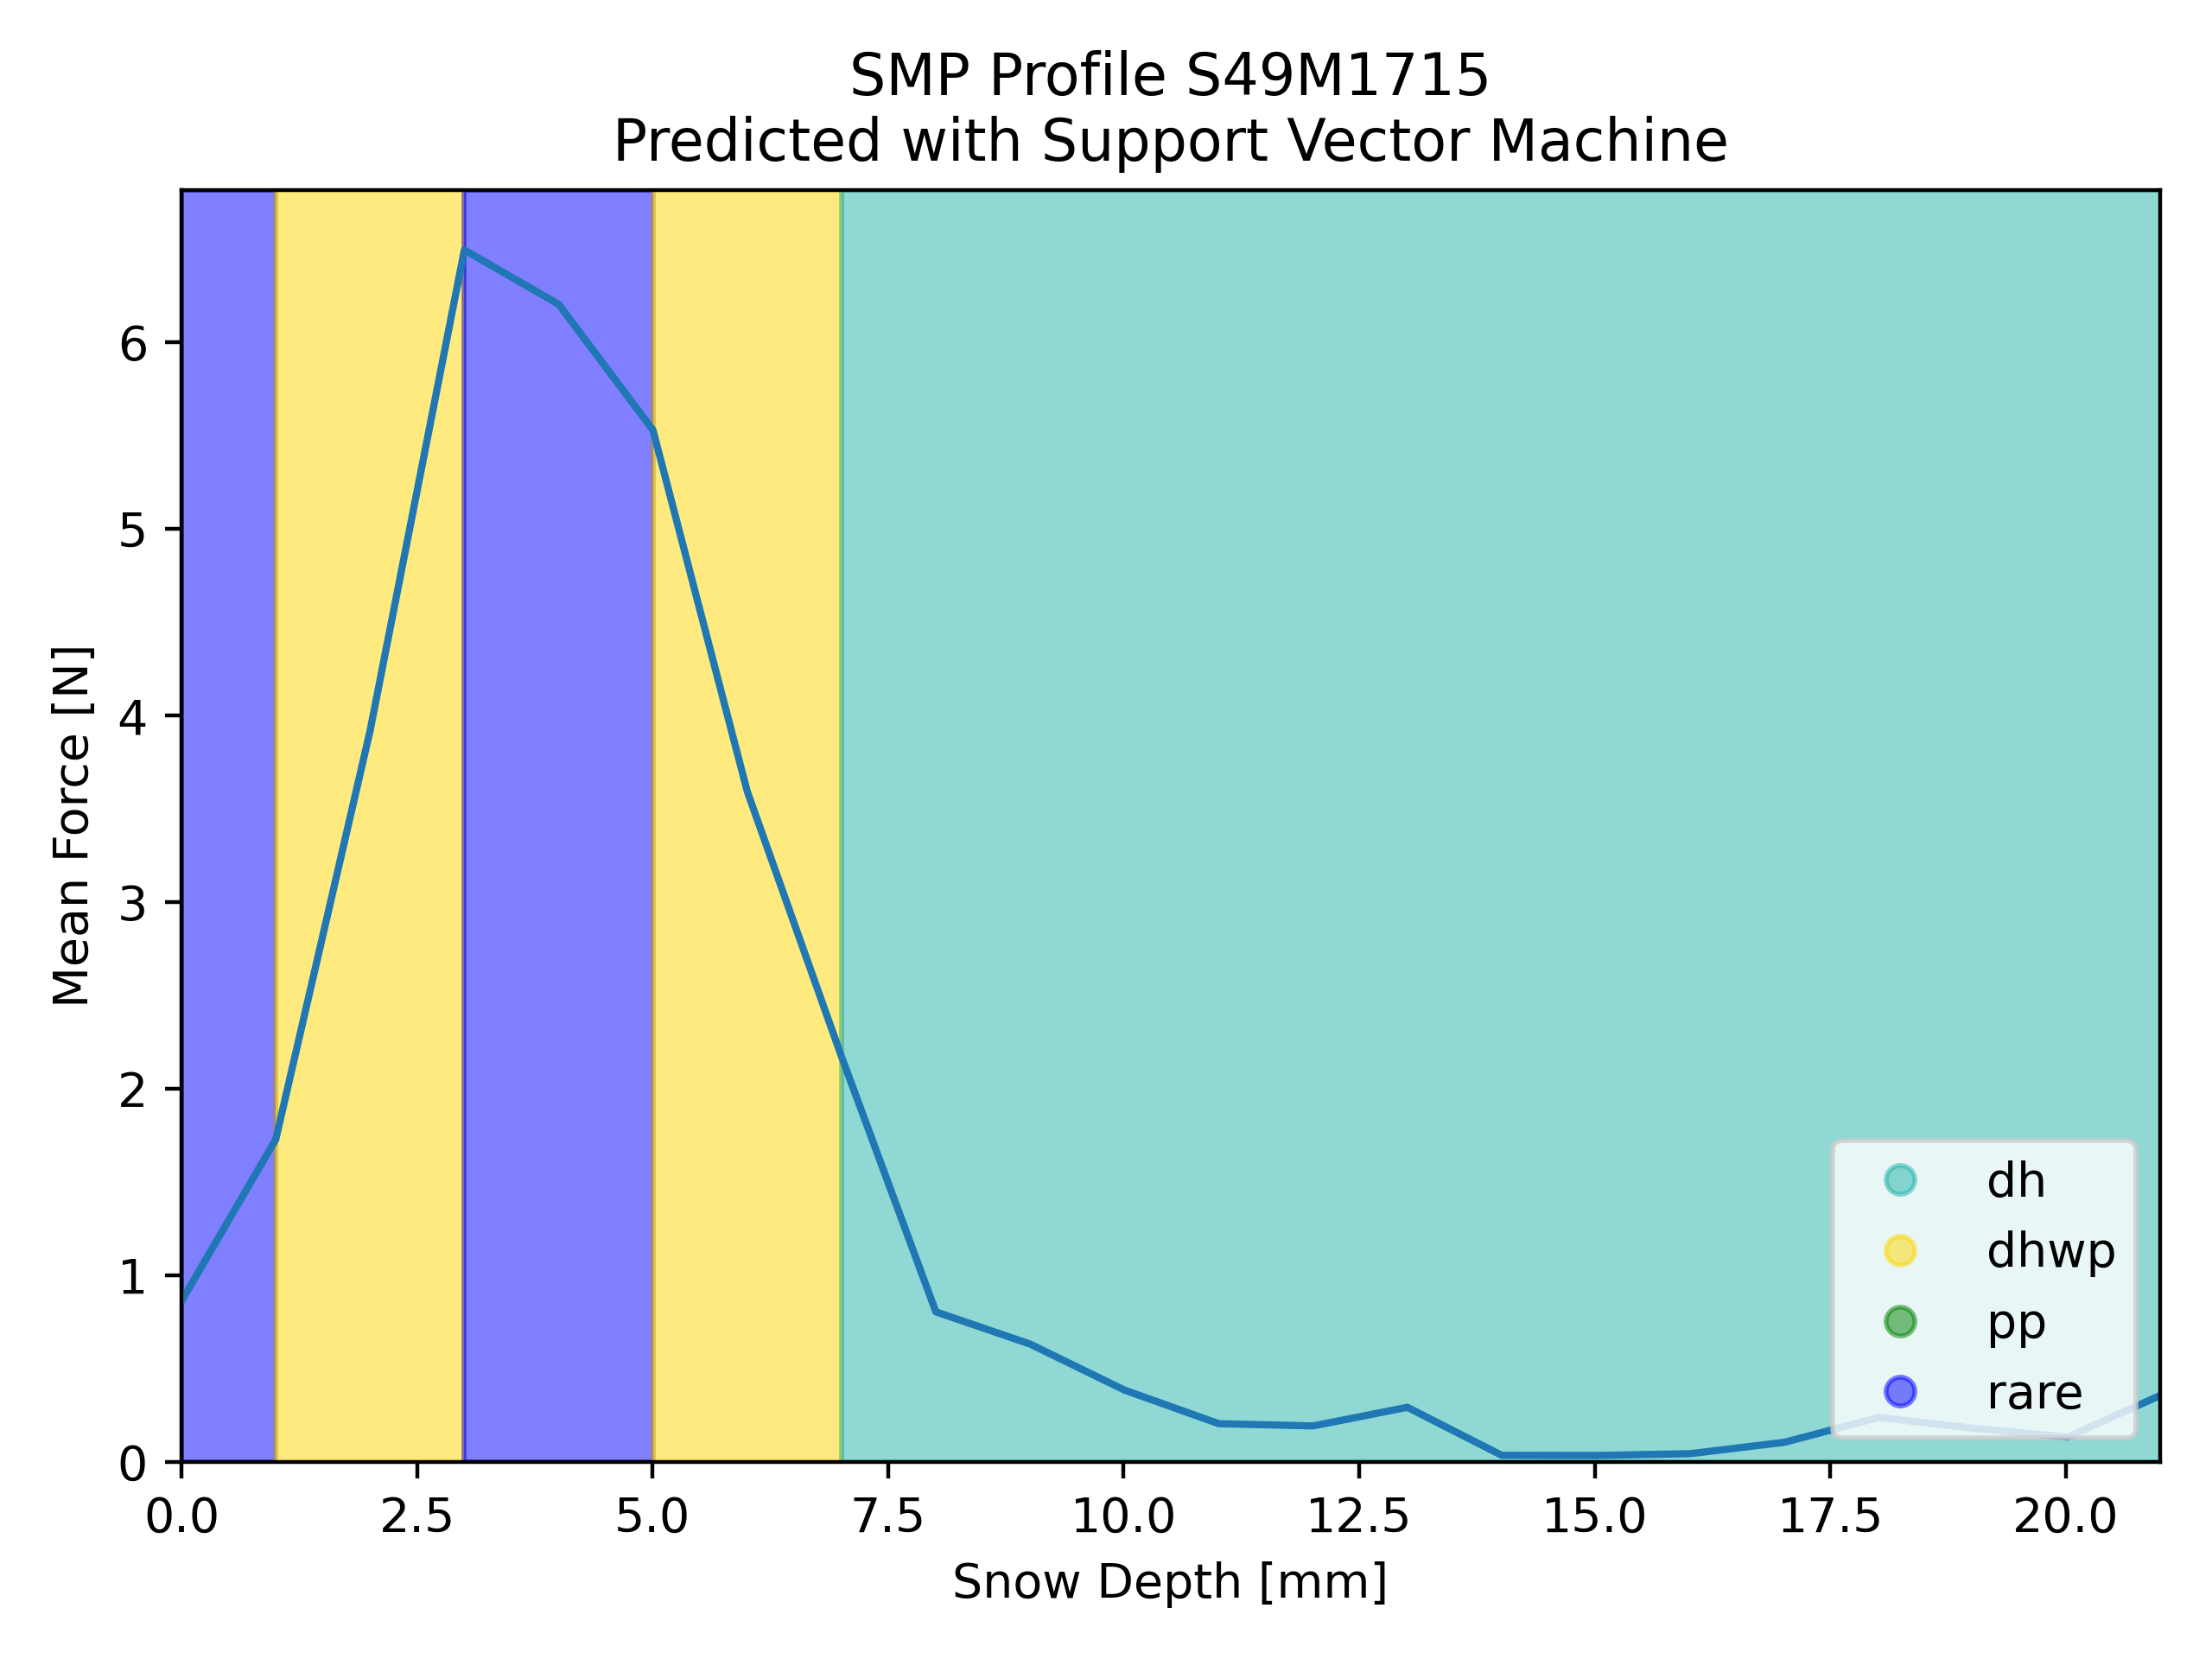 SMP Profile S49M1715
Predicted with Support Vector Machine
Mean Force [N]
6
5
4
3
2
1
0
0.0 2.5 5.0 7.5 10.0 12.5 15.0 17.5 20.0
Snow Depth [mm]
dh
dhwp
pp
rare